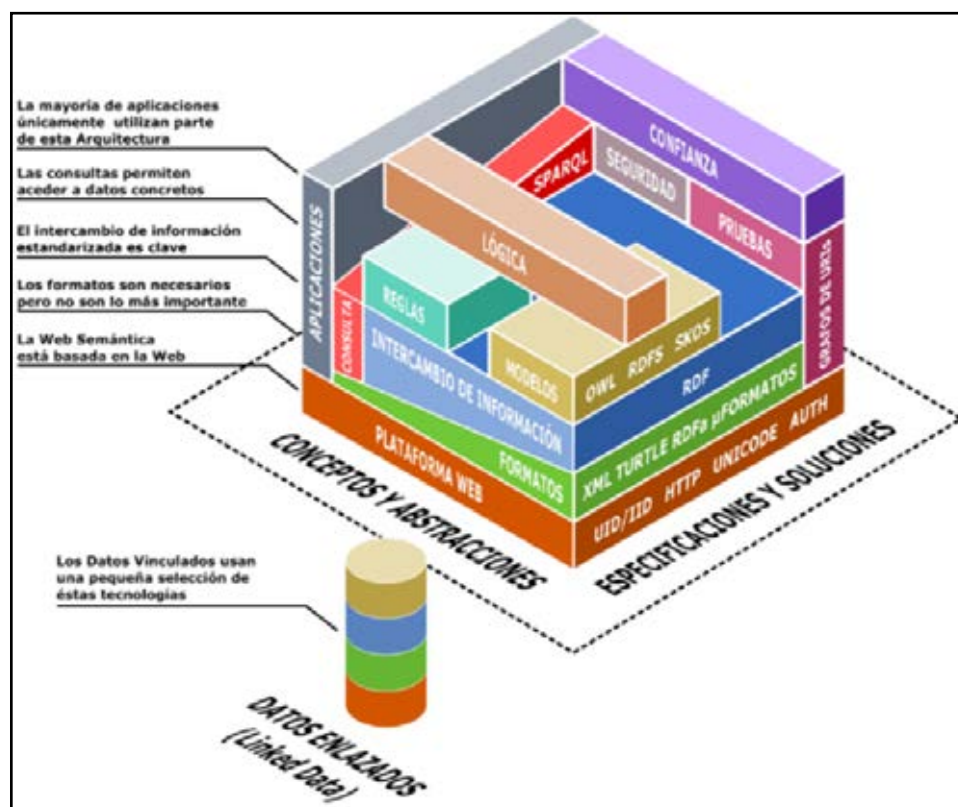 La mayoría de aplicaciones
únicamente utilizan parte
de esta Arquitectura
Las consultas permiten
aceder a datos concretos
El intercambio de información
estandarizada es clave
Los formatos son necesarios
pero no son lo más importante
La Web Semántica
está basada en la Web
APLICACIONES
CONSULTA
REGLAS
LÓGICA
SPARQL
SEGURIDAD
CONFIANZA
PRUEBAS
GRAFOS DE URIs
INTERCAMBIO DE INFORMACIÓN
MODELOS
OWL RDFS SKOS
RDF
FORMATOS
XML TURTLE RDFa µFORMATOS
PLATAFORMA WEB
UID/IID HTTP UNICODE AUTH
CONCEPTOS Y ABSTRACCIONES
ESPECIFICACIONES Y SOLUCIONES
Los Datos Vinculados usan
una pequeña selección de
éstas tecnologías
DATOS ENLAZADOS
(Linked Data)